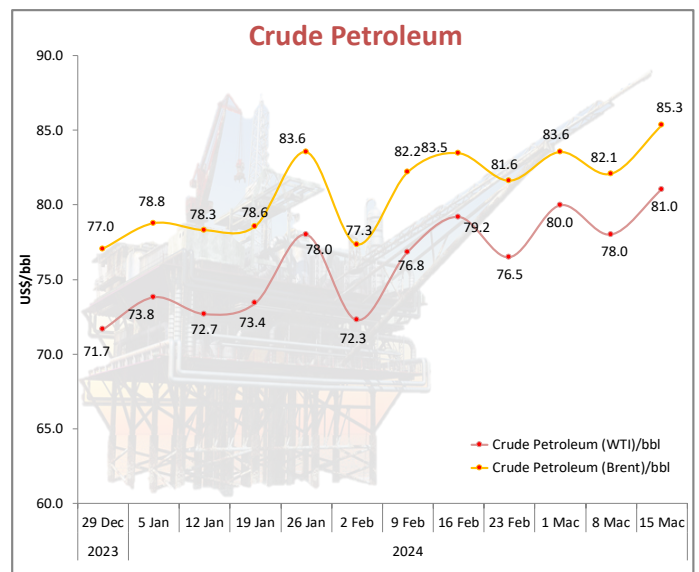 Crude Petroleum
90.0
85.0
80.0
75.0
70.0
65.0
60.0
US$/bbl
77.0 78.8 78.3 78.6 83.6 77.3 82.2 83.5 81.6 83.6 82.1 85.3
71.7 73.8 72.7 73.4 78.0 72.3 76.8 79.2 76.5 80.0 78.0 81.0
Crude Petroleum (WTI)/bbl
Crude Petroleum (Brent)/bbl
29 Dec 5 Jan 12 Jan 19 Jan 26 Jan 2 Feb 9 Feb 16 Feb 23 Feb 1 Mac 8 Mac 15 Mac
2023 2024